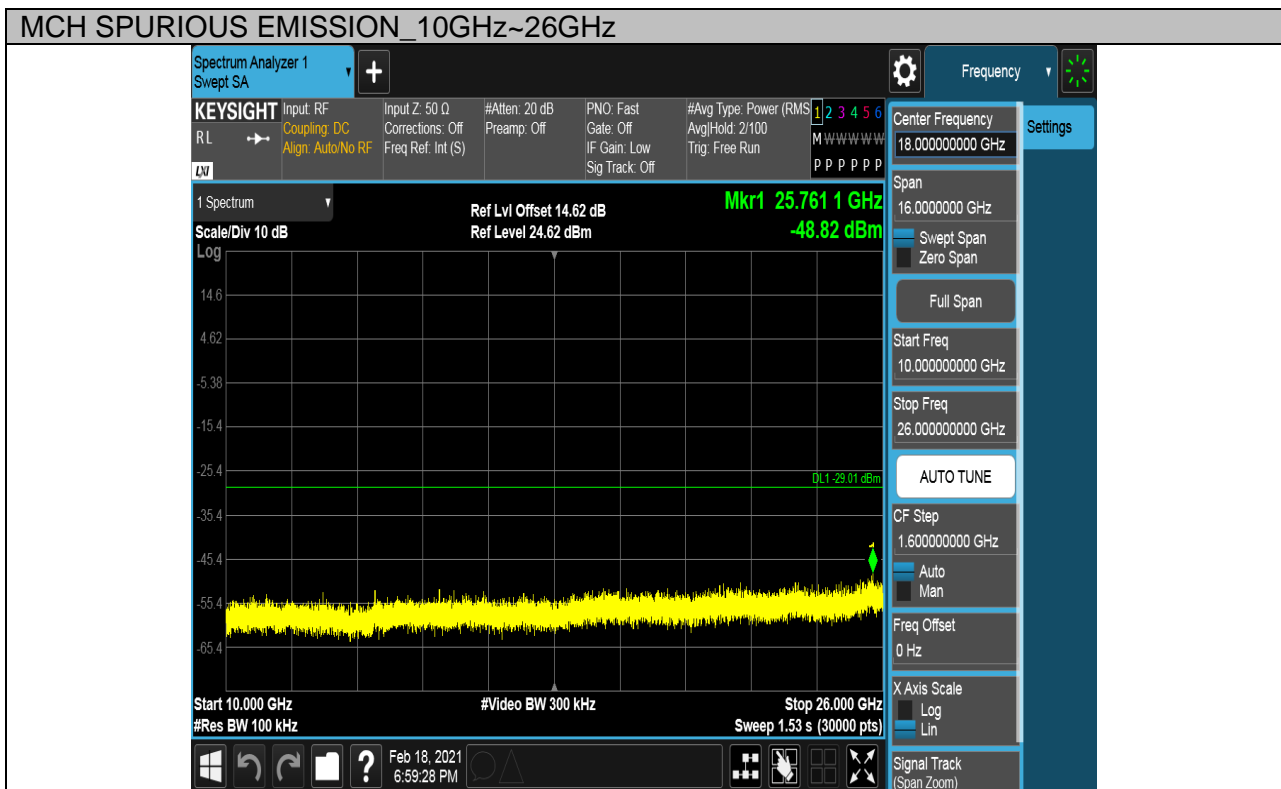 MCH SPURIOUS EMISSION_10GHz~26GHz
Spectrum Analyzer 1
Swept SA
+
Frequency
KEYSIGHT
RL
LXI
Input: RF
Coupling: DC
Align: Auto/No RF
Input Z: 50 Ω
Corrections: Off
Freq Ref: Int (S)
#Atten: 20 dB
Preamp: Off
PNO: Fast
Gate: Off
IF Gain: Low
Sig Track: Off
#Avg Type: Power (RMS
Avg|Hold: 2/100
Trig: Free Run
1 2 3 4 5 6
M W W W W W
P P P P P P
1 Spectrum
Scale/Div 10 dB
Log
Ref Lvl Offset 14.62 dB
Ref Level 24.62 dBm
Mkr1 25.761 1 GHz
-48.82 dBm
14.6
4.62
-5.38
-15.4
-25.4
-35.4
-45.4
-55.4
-65.4
DL1 -29.01 dBm
1
Start 10.000 GHz
#Res BW 100 kHz
#Video BW 300 kHz
Stop 26.000 GHz
Sweep 1.53 s (30000 pts)
?
Feb 18, 2021
6:59:28 PM
Center Frequency
18.000000000 GHz
Settings
Span
16.0000000 GHz
Swept Span
Zero Span
Full Span
Start Freq
10.000000000 GHz
Stop Freq
26.000000000 GHz
AUTO TUNE
CF Step
1.600000000 GHz
Auto
Man
Freq Offset
0 Hz
X Axis Scale
Log
Lin
Signal Track
(Span Zoom)